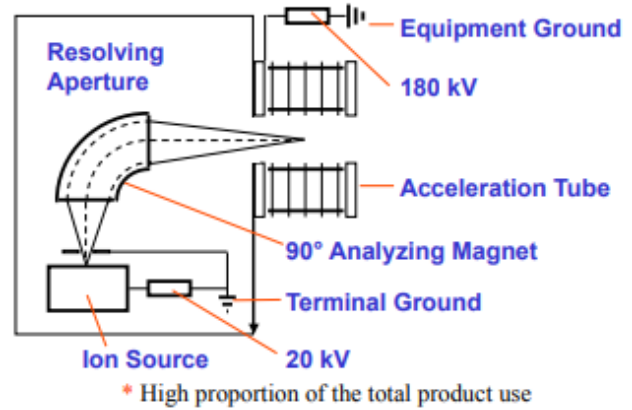 Equipment Ground
Resolving
Aperture
180 kV
Acceleration Tube
90° Analyzing Magnet
Terminal Ground
Ion Source
20 kV
* High proportion of the total product use